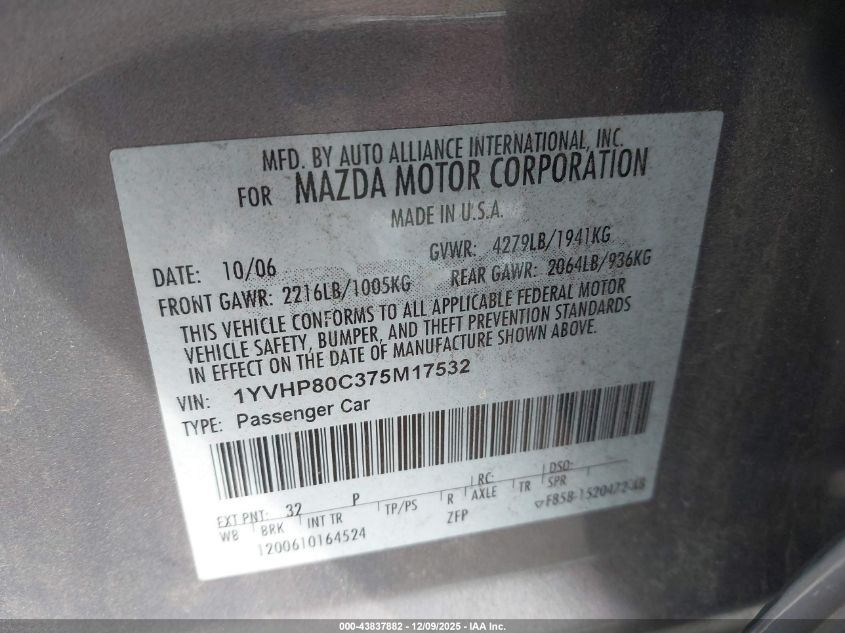 MFD. BY AUTO ALLIANCE INTERNATIONAL, INC.
FOR MAZDA MOTOR CORPORATION
MADE IN U.S.A.
DATE: 10/06 GVWR: 4279LB/1941KG
FRONT GAWR: 2216LB/1005KG REAR GAWR: 2064LB/936KG
THIS VEHICLE CONFORMS TO ALL APPLICABLE FEDERAL MOTOR
VEHICLE SAFETY, BUMPER, AND THEFT PREVENTION STANDARDS
IN EFFECT ON THE DATE OF MANUFACTURE SHOWN ABOVE.
VIN: 1YVHP80C375M17532
TYPE: Passenger Car
EXT PNT: 32 P RC: DSO:
WB BRK INT TR TP/PS R AXLE TR SPR
1200610164524 ZFP
000-43837882 - 12/09/2025 - IAA Inc.